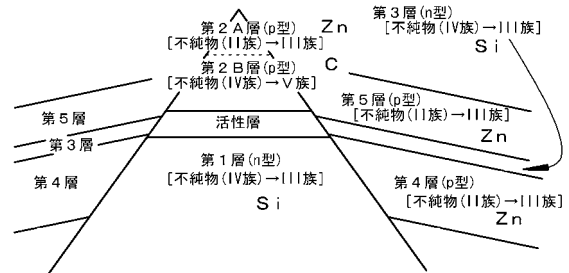 第２Ａ層(p型) Zn
[不純物(II族)→III族]
第２Ｂ層(p型) C
[不純物(IV族)→Ｖ族]
第３層(n型)
[不純物(IV族)→III族]
Si
第５層(p型)
[不純物(II族)→III族]
Zn
第５層
第３層
第４層
活性層
第１層(n型)
[不純物(IV族)→III族]
Si
第４層(p型)
[不純物(II族)→III族]
Zn